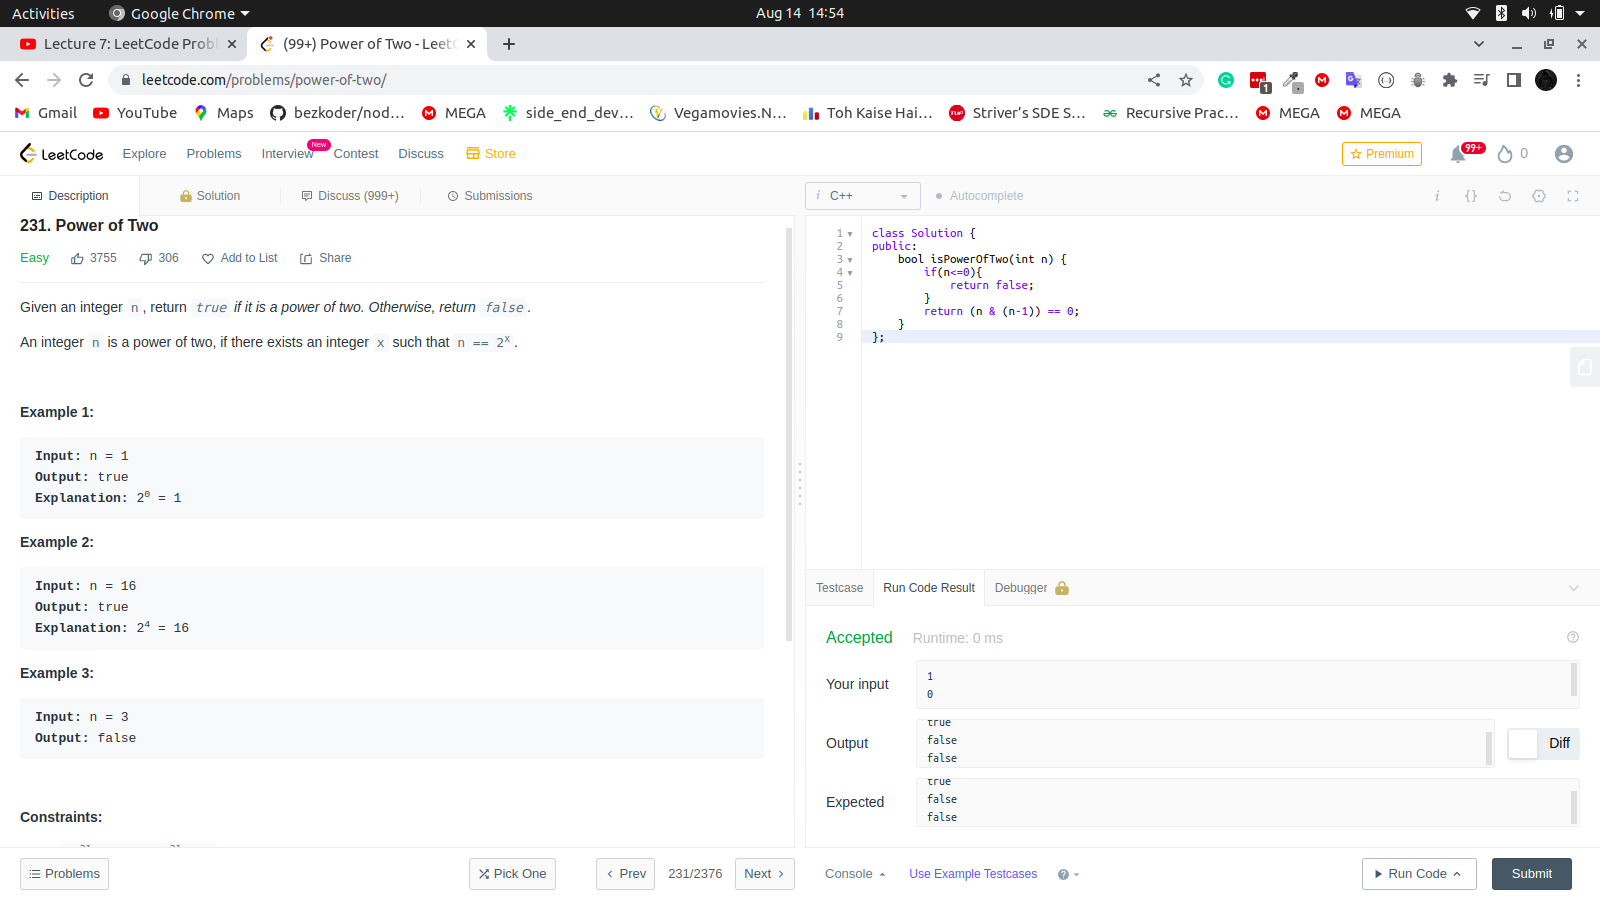 Activities Google Chrome Aug 14 14:54
Lecture 7: LeetCode Probl (99+) Power of Two - LeetC
leetcode.com/problems/power-of-two/
Gmail YouTube Maps bezkoder/nod... MEGA side_end_dev... Vegamovies.N... Toh Kaise Hai... Striver's SDE S... Recursive Prac... MEGA MEGA
LeetCode Explore Problems Interview New Contest Discuss Store Premium 99+ 0
Description Solution Discuss (999+) Submissions
231. Power of Two
Easy 3755 306 Add to List Share
Given an integer n, return true if it is a power of two. Otherwise, return false.
An integer n is a power of two, if there exists an integer x such that n == 2^x.
Example 1:
Input: n = 1
Output: true
Explanation: 2^0 = 1
Example 2:
Input: n = 16
Output: true
Explanation: 2^4 = 16
Example 3:
Input: n = 3
Output: false
Constraints:
Problems Pick One Prev 231/2376 Next
i C++ Autocomplete i {}
1 class Solution {
2 public:
3     bool isPowerOfTwo(int n) {
4         if(n<=0){
5             return false;
6         }
7         return (n & (n-1)) == 0;
8     }
9 };
Testcase Run Code Result Debugger
Accepted Runtime: 0 ms
Your input
1
0
Output
true
false
false
Diff
Expected
true
false
false
Console Use Example Testcases Run Code Submit